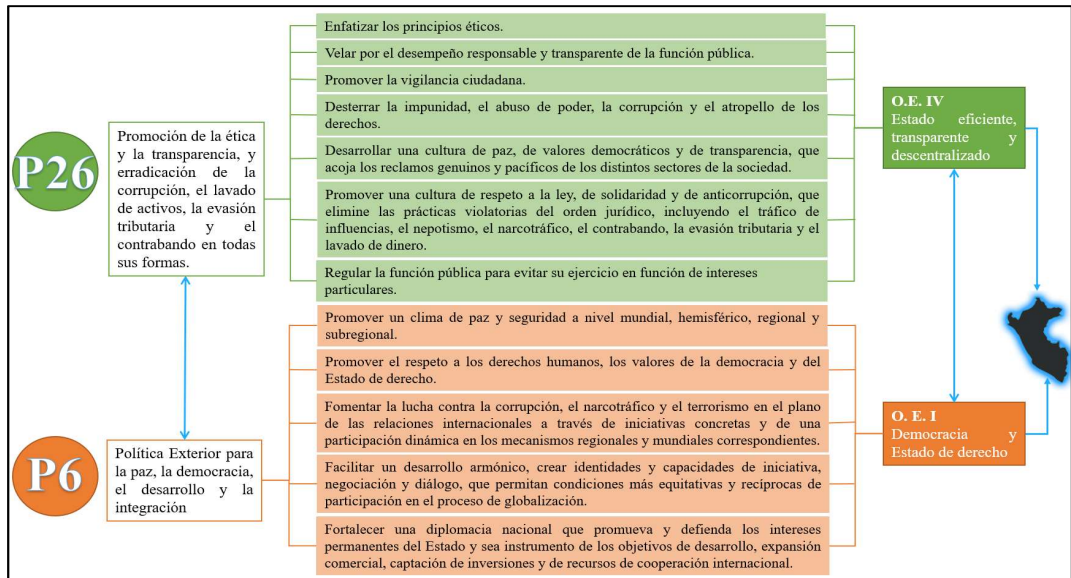 P26
Promoción de la ética
y la transparencia, y
erradicación de la
corrupción, el lavado
de activos, la evasión
tributaria y el
contrabando en todas
sus formas.
Enfatizar los principios éticos.
Velar por el desempeño responsable y transparente de la función pública.
Promover la vigilancia ciudadana.
Desterrar la impunidad, el abuso de poder, la corrupción y el atropello de los
derechos.
Desarrollar una cultura de paz, de valores democráticos y de transparencia, que
acoja los reclamos genuinos y pacíficos de los distintos sectores de la sociedad.
Promover una cultura de respeto a la ley, de solidaridad y de anticorrupción, que
elimine las prácticas violatorias del orden jurídico, incluyendo el tráfico de
influencias, el nepotismo, el narcotráfico, el contrabando, la evasión tributaria y el
lavado de dinero.
Regular la función pública para evitar su ejercicio en función de intereses
particulares.
O.E. IV
Estado eficiente,
transparente y
descentralizado
P6
Política Exterior para
la paz, la democracia,
el desarrollo y la
integración
Promover un clima de paz y seguridad a nivel mundial, hemisférico, regional y
subregional.
Promover el respeto a los derechos humanos, los valores de la democracia y del
Estado de derecho.
Fomentar la lucha contra la corrupción, el narcotráfico y el terrorismo en el plano
de las relaciones internacionales a través de iniciativas concretas y de una
participación dinámica en los mecanismos regionales y mundiales correspondientes.
Facilitar un desarrollo armónico, crear identidades y capacidades de iniciativa,
negociación y diálogo, que permitan condiciones más equitativas y recíprocas de
participación en el proceso de globalización.
Fortalecer una diplomacia nacional que promueva y defienda los intereses
permanentes del Estado y sea instrumento de los objetivos de desarrollo, expansión
comercial, captación de inversiones y de recursos de cooperación internacional.
O. E. I
Democracia y
Estado de derecho